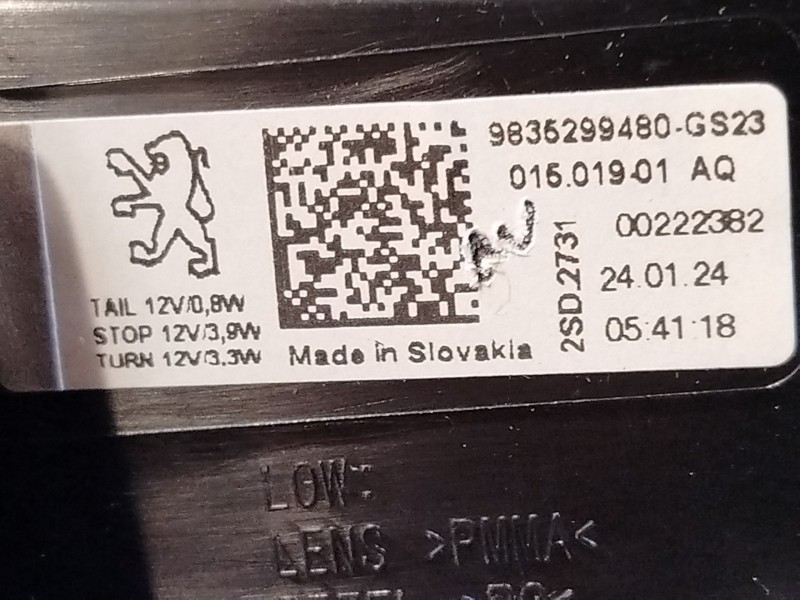 9835299480-GS23
015.019-01 AQ
00222382
2SD.2731
24.01.24
05:41:18
TAIL 12V/0,8W
STOP 12V/3,9W
TURN 12V/3.3W
Made in Slovakia
LOW:
LENS >PMMA<